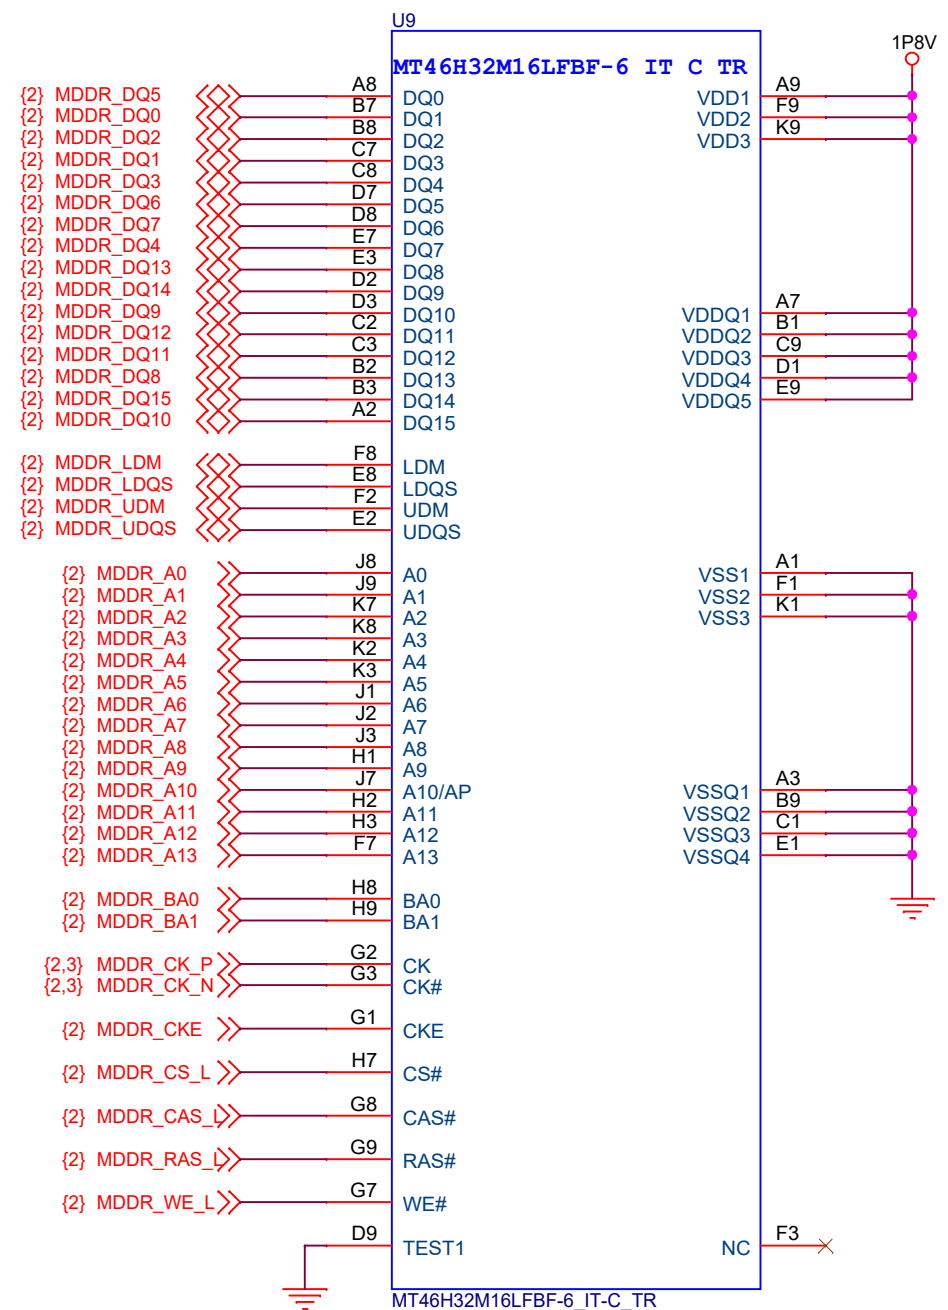 U9
1P8V
MT46H32M16LFBF-6 IT C TR
{2} MDDR_DQ5 A8 DQ0 VDD1 A9
{2} MDDR_DQ0 B7 DQ1 VDD2 F9
{2} MDDR_DQ2 B8 DQ2 VDD3 K9
{2} MDDR_DQ1 C7 DQ3
{2} MDDR_DQ3 C8 DQ4
{2} MDDR_DQ6 D7 DQ5
{2} MDDR_DQ7 D8 DQ6
{2} MDDR_DQ4 E7 DQ7
{2} MDDR_DQ13 E3 DQ8
{2} MDDR_DQ14 D2 DQ9
{2} MDDR_DQ9 D3 DQ10 VDDQ1 A7
{2} MDDR_DQ12 C2 DQ11 VDDQ2 B1
{2} MDDR_DQ11 C3 DQ12 VDDQ3 C9
{2} MDDR_DQ8 B2 DQ13 VDDQ4 D1
{2} MDDR_DQ15 B3 DQ14 VDDQ5 E9
{2} MDDR_DQ10 A2 DQ15
{2} MDDR_LDM F8 LDM
{2} MDDR_LDQS E8 LDQS
{2} MDDR_UDM F2 UDM
{2} MDDR_UDQS E2 UDQS
{2} MDDR_A0 J8 A0 VSS1 A1
{2} MDDR_A1 J9 A1 VSS2 F1
{2} MDDR_A2 K7 A2 VSS3 K1
{2} MDDR_A3 K8 A3
{2} MDDR_A4 K2 A4
{2} MDDR_A5 K3 A5
{2} MDDR_A6 J1 A6
{2} MDDR_A7 J2 A7
{2} MDDR_A8 J3 A8
{2} MDDR_A9 H1 A9
{2} MDDR_A10 J7 A10/AP VSSQ1 A3
{2} MDDR_A11 H2 A11 VSSQ2 B9
{2} MDDR_A12 H3 A12 VSSQ3 C1
{2} MDDR_A13 F7 A13 VSSQ4 E1
{2} MDDR_BA0 H8 BA0
{2} MDDR_BA1 H9 BA1
{2,3} MDDR_CK_P G2 CK
{2,3} MDDR_CK_N G3 CK#
{2} MDDR_CKE G1 CKE
{2} MDDR_CS_L H7 CS#
{2} MDDR_CAS_L G8 CAS#
{2} MDDR_RAS_L G9 RAS#
{2} MDDR_WE_L G7 WE#
D9 TEST1 NC F3
MT46H32M16LFBF-6_IT-C_TR